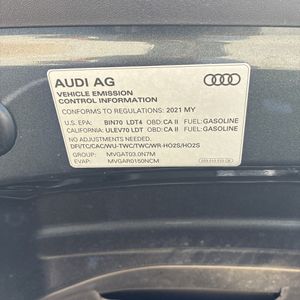 AUDI AG
VEHICLE EMISSION
CONTROL INFORMATION
CONFORMS TO REGULATIONS: 2021 MY
U.S. EPA: BIN70 LDT4 OBD: CA II FUEL: GASOLINE
CALIFORNIA: ULEV70 LDT OBD: CA II FUEL: GASOLINE
NO ADJUSTMENTS NEEDED.
DFI/TC/CAC/WU-TWC/TWC/WR-HO2S/HO2S
GROUP: MVGAT03.0N7M
EVAP: MVGAR0150NCM